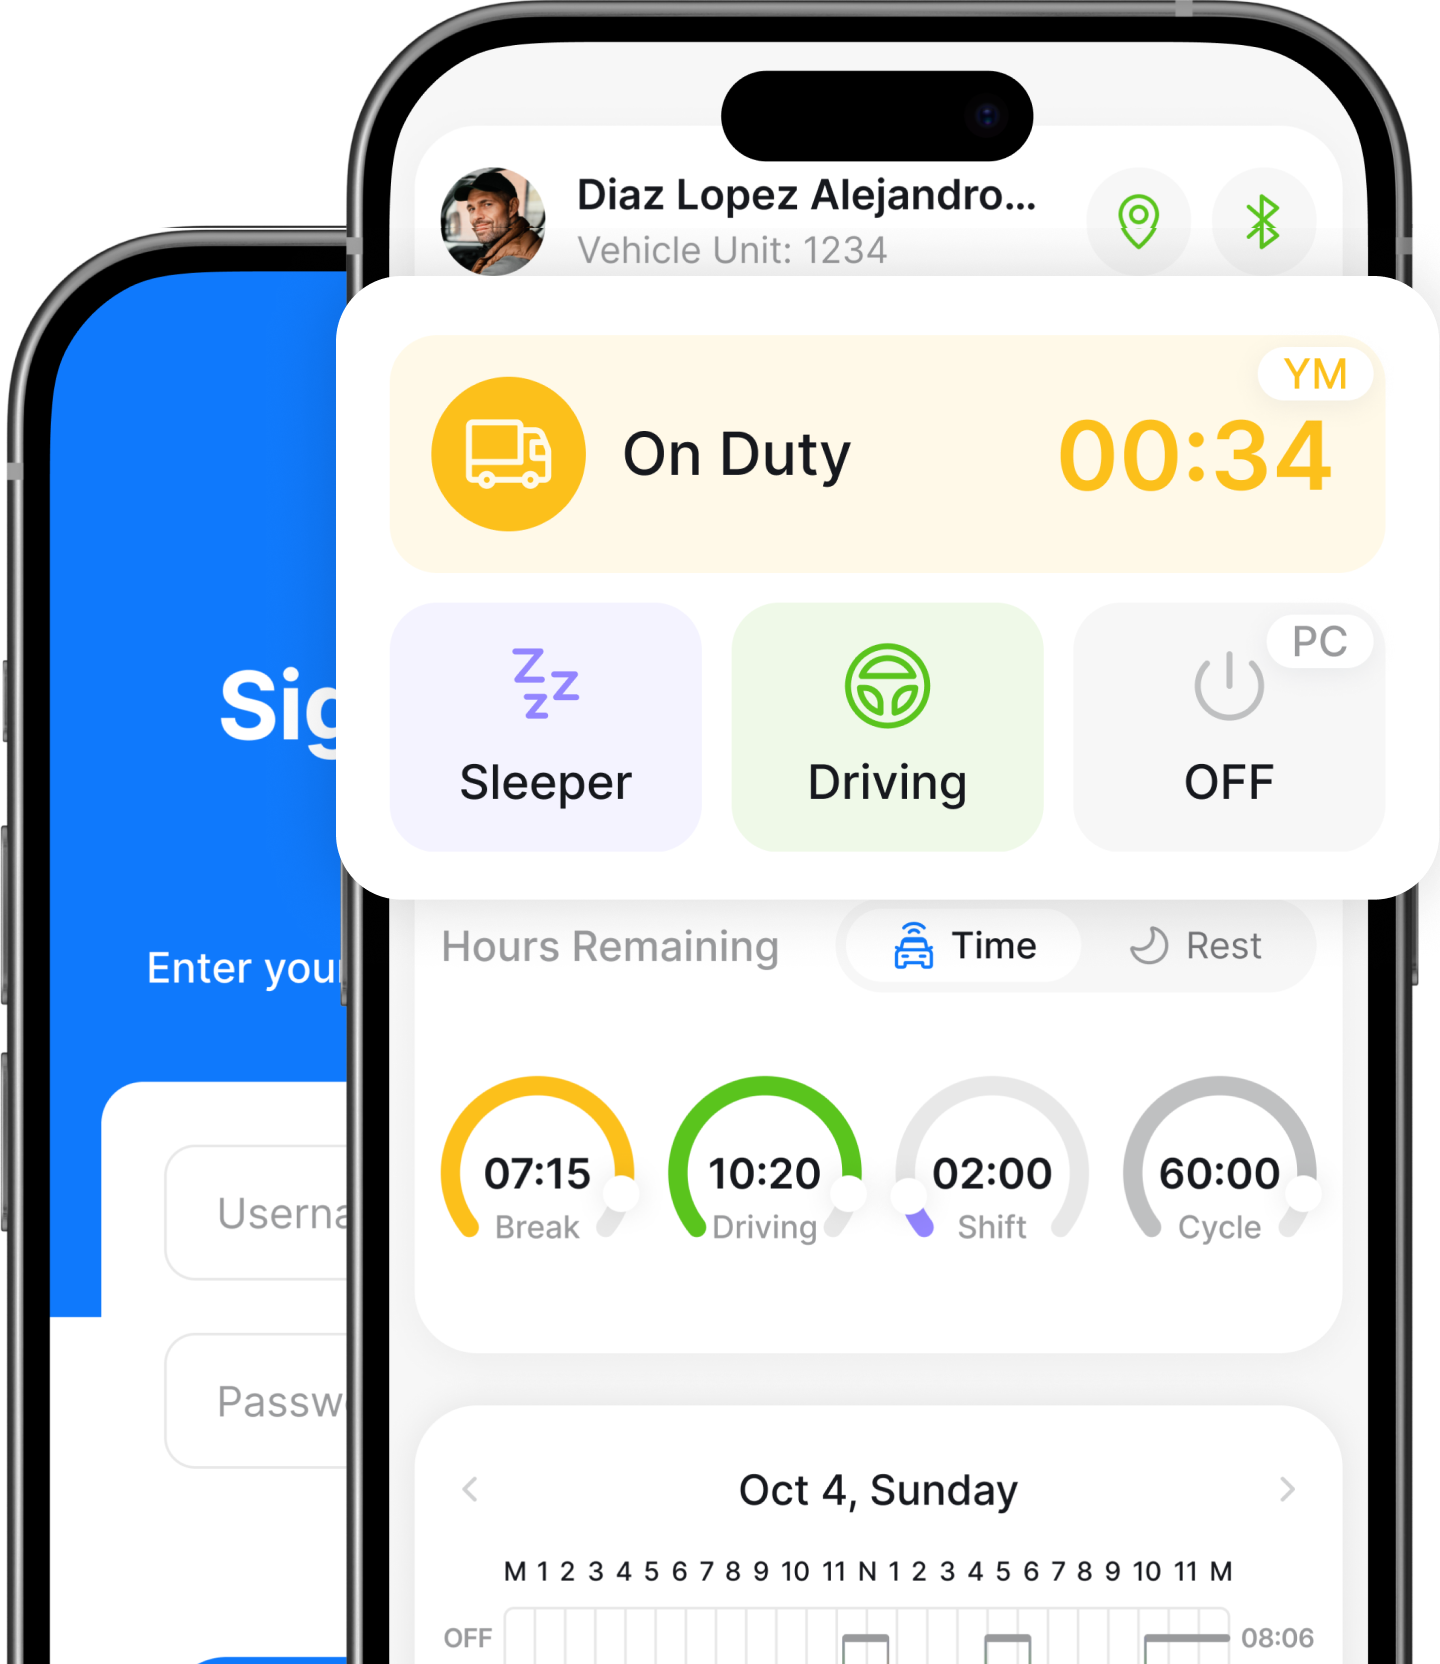 Diaz Lopez Alejandro...
Vehicle Unit: 1234
YM
On Duty
00:34
PC
Sleeper
Driving
OFF
Hours Remaining
Time
Rest
07:15
Break
10:20
Driving
02:00
Shift
60:00
Cycle
Oct 4, Sunday
M 1 2 3 4 5 6 7 8 9 10 11 N 1 2 3 4 5 6 7 8 9 10 11 M
OFF
08:06
Sig
Enter your
Userna
Passwo